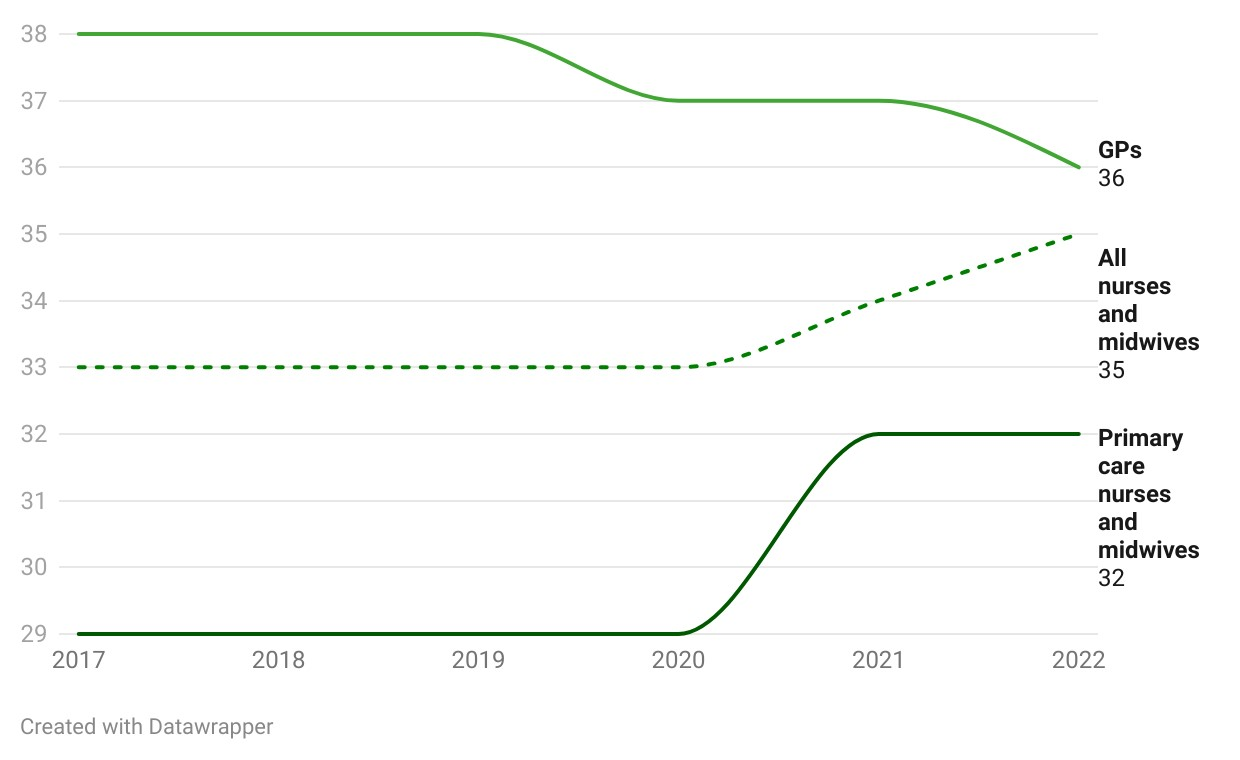 38
37
36
35
34
33
32
31
30
29
GPs
36
All
nurses
and
midwives
35
Primary
care
nurses
and
midwives
32
2017 2018 2019 2020 2021 2022
Created with Datawrapper